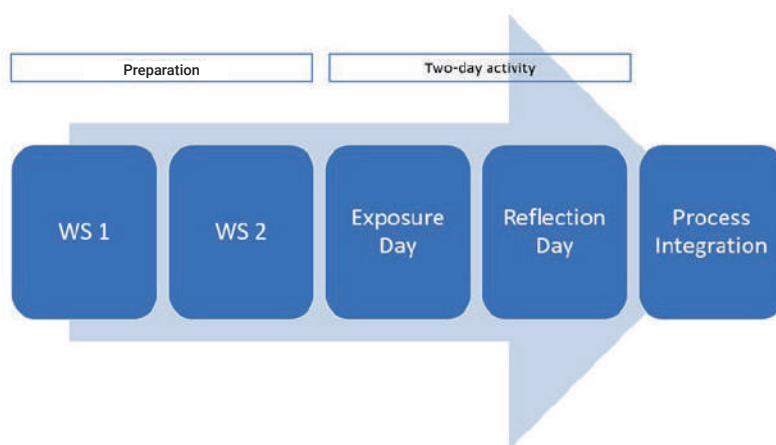 Preparation
Two-day activity
WS 1
WS 2
Exposure
Day
Reflection
Day
Process
Integration